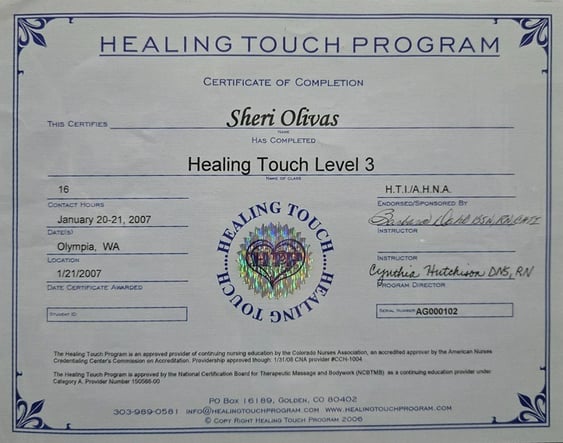 HEALING TOUCH PROGRAM
CERTIFICATE OF COMPLETION
THIS CERTIFIES Sheri Olivas
NAME
HAS COMPLETED
Healing Touch Level 3
NAME OF CLASS
16
CONTACT HOURS
January 20-21, 2007
DATE(S)
Olympia, WA
LOCATION
1/21/2007
DATE CERTIFICATE AWARDED
STUDENT ID
HEALING TOUCH
HTP
HEALING TOUCH
H.T.I/A.H.N.A.
ENDORSED/SPONSORED BY
Barbara BSN, RN,
INSTRUCTOR
INSTRUCTOR
Cynthia Hutchison DNS, RN
PROGRAM DIRECTOR
SERIAL NUMBER AG000102
The Healing Touch Program is an approved provider of continuing nursing education by the Colorado Nurses Association, an accredited approver by the American Nurses
Credentialing Center's Commission on Accreditation. Providership approved though: 1/31/08 CNA provider #CCH-1004
The Healing Touch Program is approved by the National Certification Board for Therapeutic Massage and Bodywork (NCBTMB) as a continuing education provider under
Category A. Provider Number 150566-00
PO BOX 16189, GOLDEN, CO 80402
303-989-0581 INFO@HEALINGTOUCHPROGRAM.COM WWW.HEALINGTOUCHPROGRAM.COM
© COPY RIGHT HEALING TOUCH PROGRAM 2006